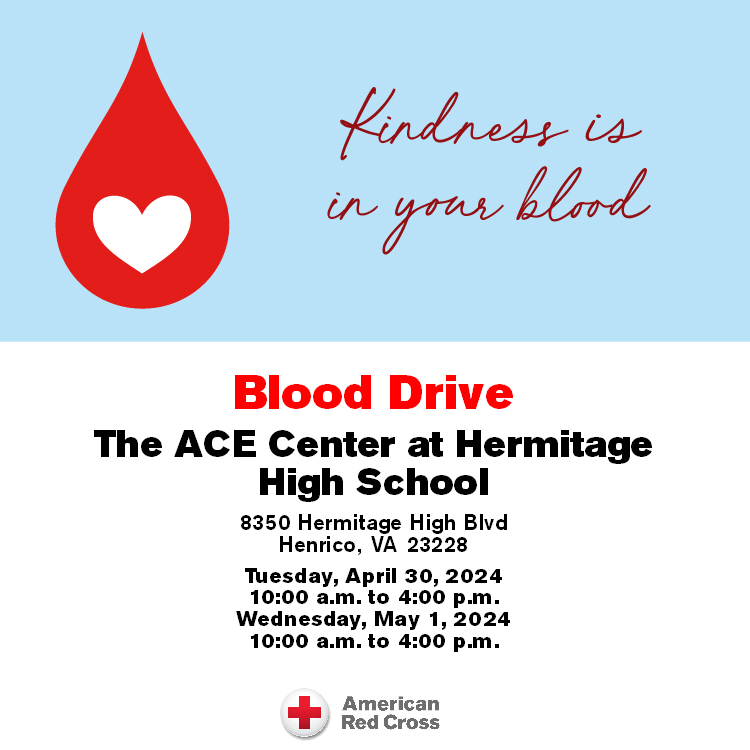 Kindness is
in your blood
Blood Drive
The ACE Center at Hermitage
High School
8350 Hermitage High Blvd
Henrico, VA 23228
Tuesday, April 30, 2024
10:00 a.m. to 4:00 p.m.
Wednesday, May 1, 2024
10:00 a.m. to 4:00 p.m.
American
Red Cross